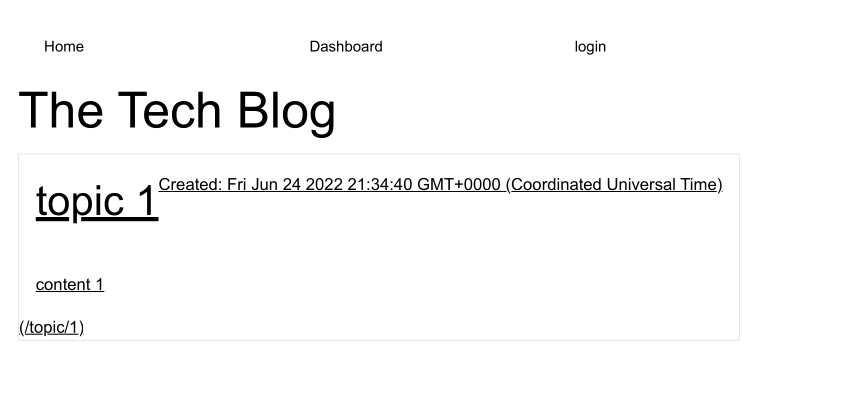 Home Dashboard login
The Tech Blog
topic 1 Created: Fri Jun 24 2022 21:34:40 GMT+0000 (Coordinated Universal Time)
content 1
(/topic/1)